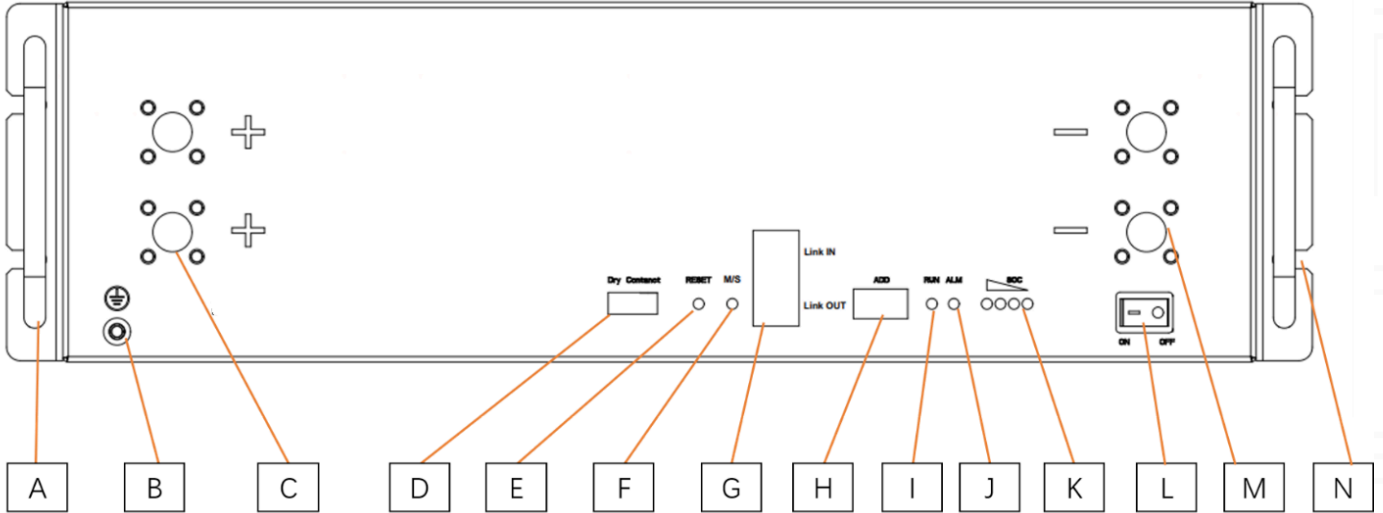 + −
+ −
Link IN
Dry Contanct RESET M/S ADD RUN ALM SOC
Link OUT
ON OFF
A B C D E F G H I J K L M N